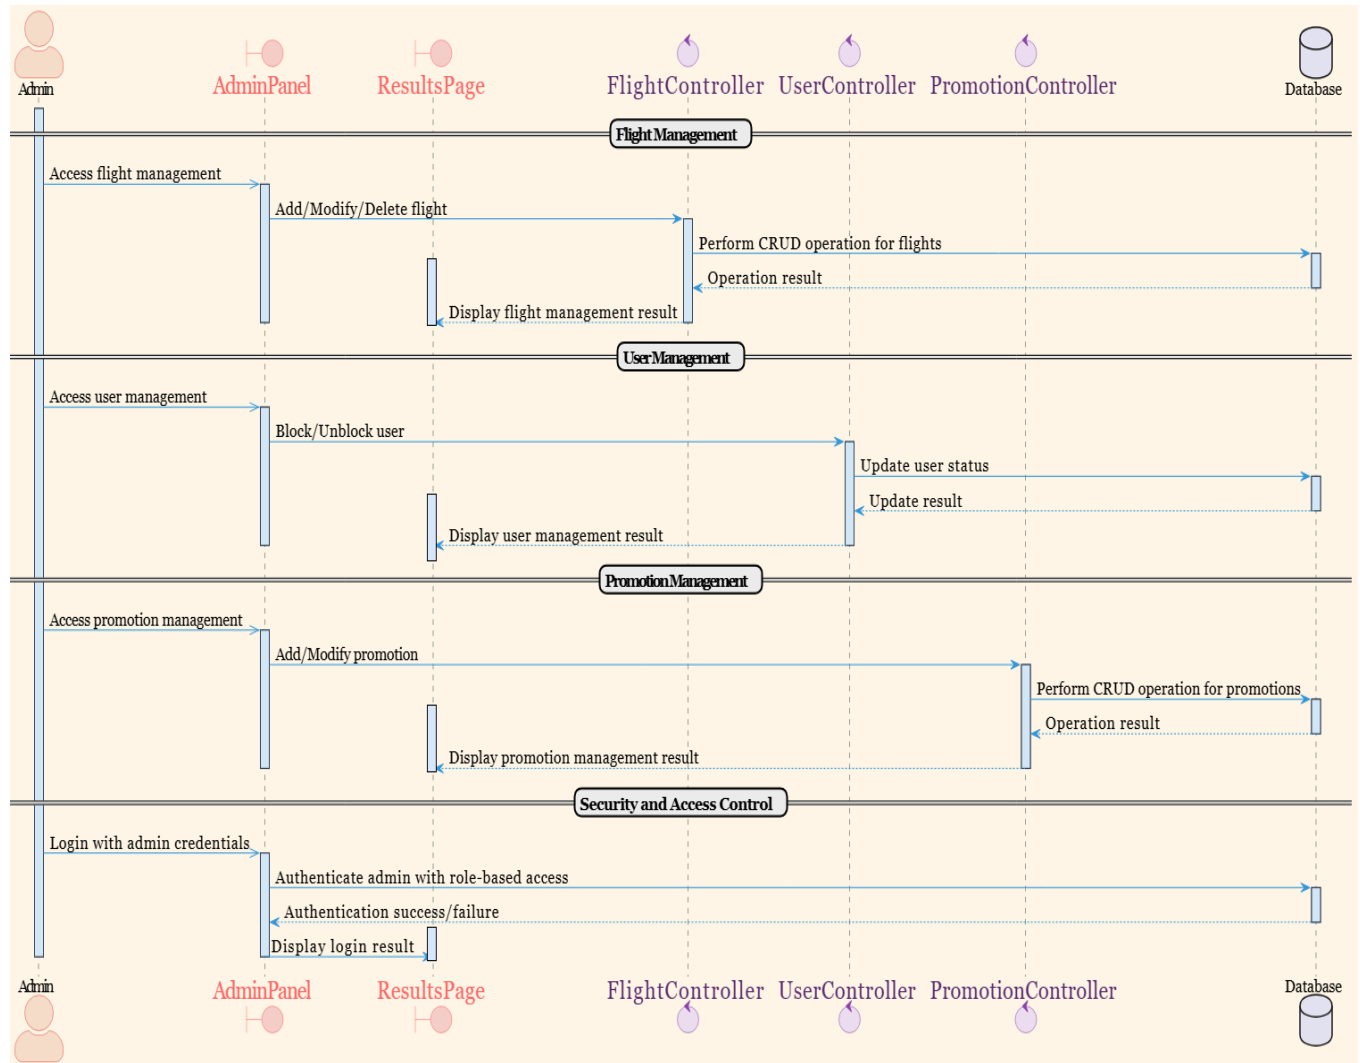 Admin
AdminPanel
ResultsPage
FlightController
UserController
PromotionController
Database
Flight Management
Access flight management
Add/Modify/Delete flight
Perform CRUD operation for flights
Operation result
Display flight management result
User Management
Access user management
Block/Unblock user
Update user status
Update result
Display user management result
Promotion Management
Access promotion management
Add/Modify promotion
Perform CRUD operation for promotions
Operation result
Display promotion management result
Security and Access Control
Login with admin credentials
Authenticate admin with role-based access
Authentication success/failure
Display login result
Admin
AdminPanel
ResultsPage
FlightController
UserController
PromotionController
Database